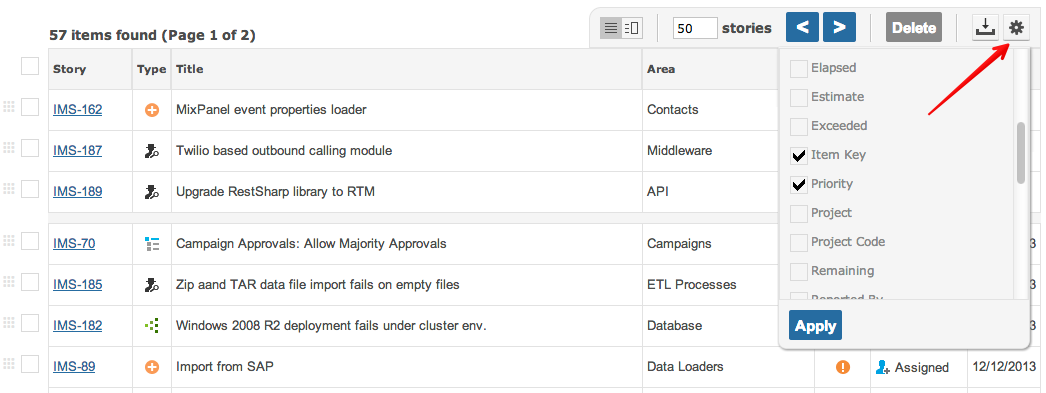 57 items found (Page 1 of 2)
50 stories < > Delete
Story Type Title Area
IMS-162 MixPanel event properties loader Contacts
IMS-187 Twilio based outbound calling module Middleware
IMS-189 Upgrade RestSharp library to RTM API
IMS-70 Campaign Approvals: Allow Majority Approvals Campaigns 3
IMS-185 Zip aand TAR data file import fails on empty files ETL Processes 3
IMS-182 Windows 2008 R2 deployment fails under cluster env. Database 3
IMS-89 Import from SAP Data Loaders Assigned 12/12/2013
Elapsed
Estimate
Exceeded
Item Key
Priority
Project
Project Code
Remaining
Reported By
Apply